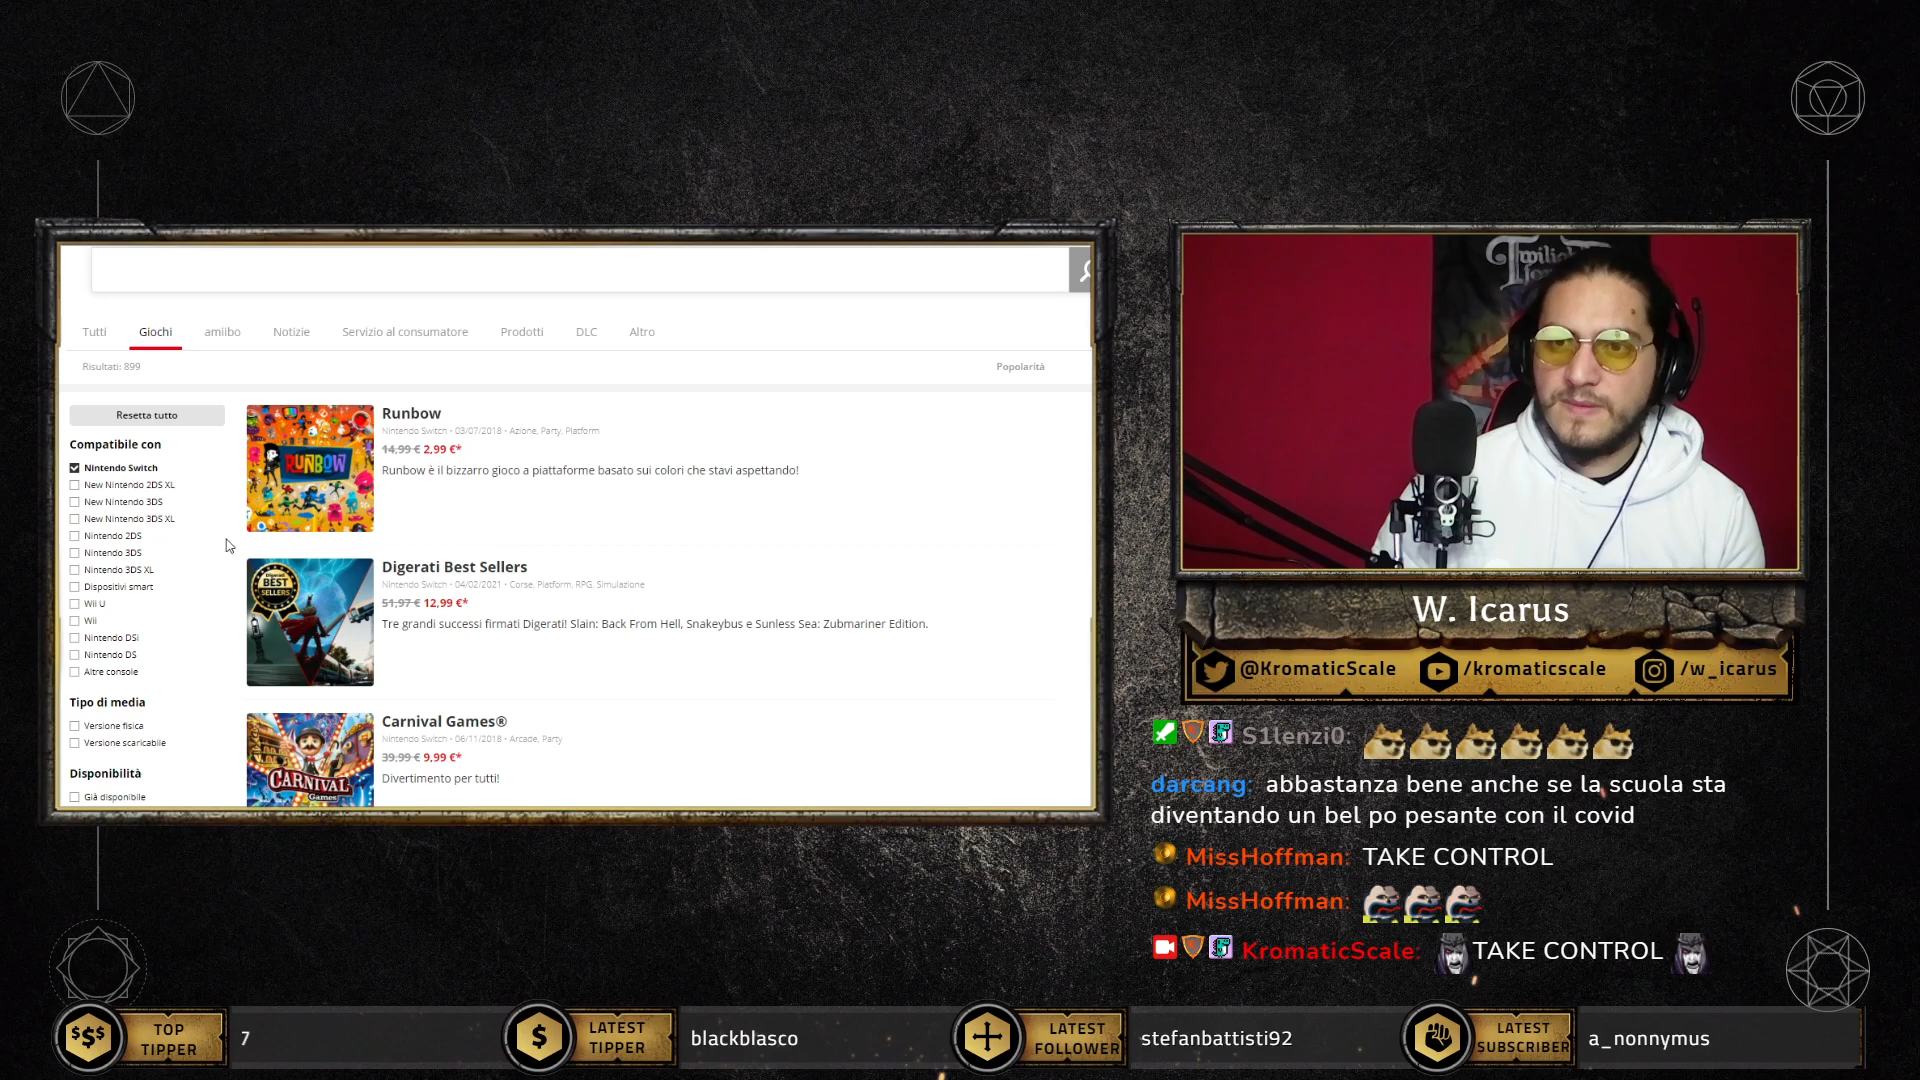 Tutti Giochi amiibo Notizie Servizio al consumatore Prodotti DLC Altro
Risultati: 899 Popolarità
Resetta tutto
Compatibile con
Nintendo Switch
New Nintendo 2DS XL
New Nintendo 3DS
New Nintendo 3DS XL
Nintendo 2DS
Nintendo 3DS
Nintendo 3DS XL
Dispositivi smart
Wii U
Wii
Nintendo DSi
Nintendo DS
Altre console
Tipo di media
Versione fisica
Versione scaricabile
Disponibilità
Già disponibile
RUNBOW
Runbow
Nintendo Switch • 03/07/2018 • Azione, Party, Platform
14,99 € 2,99 €*
Runbow è il bizzarro gioco a piattaforme basato sui colori che stavi aspettando!
Digerati
BEST
SELLERS
Digerati Best Sellers
Nintendo Switch • 04/02/2021 • Corse, Platform, RPG, Simulazione
51,97 € 12,99 €*
Tre grandi successi firmati Digerati! Slain: Back From Hell, Snakeybus e Sunless Sea: Zubmariner Edition.
CARNIVAL
Games
Carnival Games®
Nintendo Switch • 06/11/2018 • Arcade, Party
39,99 € 9,99 €*
Divertimento per tutti!
W. Icarus
@KromaticScale /kromaticscale /w_icarus
S1lenzi0:
darcang: abbastanza bene anche se la scuola sta
diventando un bel po pesante con il covid
MissHoffman: TAKE CONTROL
MissHoffman:
KromaticScale: TAKE CONTROL
$$$ TOP
TIPPER
7
$ LATEST
TIPPER
blackblasco
LATEST
FOLLOWER
stefanbattisti92
LATEST
SUBSCRIBER
a_nonnymus